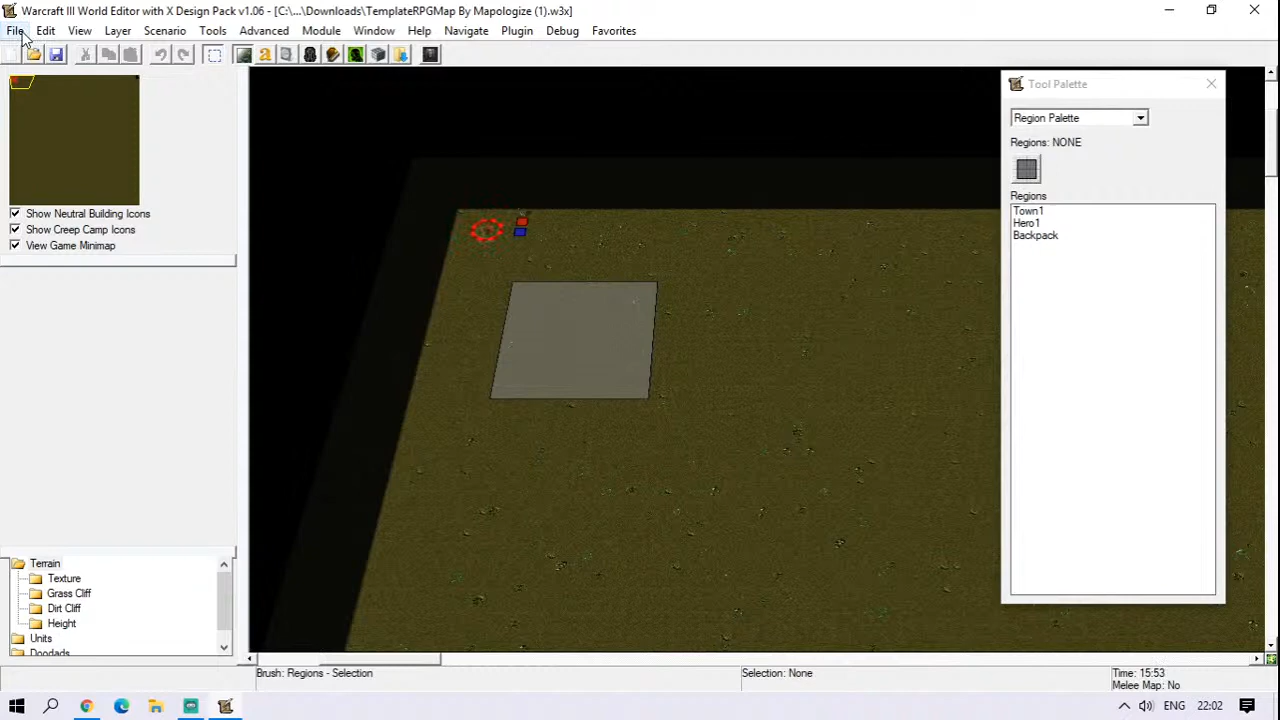 Warcraft III World Editor with X Design Pack v1.06 - [C:\...\Downloads\TemplateRPGMap By Mapologize (1).w3x]
File Edit View Layer Scenario Tools Advanced Module Window Help Navigate Plugin Debug Favorites
Tool Palette
Region Palette
Regions: NONE
Regions
Town1
Hero1
Backpack
Show Neutral Building Icons
Show Creep Camp Icons
View Game Minimap
Terrain
Texture
Grass Cliff
Dirt Cliff
Height
Units
Doodads
Brush: Regions - Selection
Selection: None
Time: 15:53
Melee Map: No
ENG
22:02